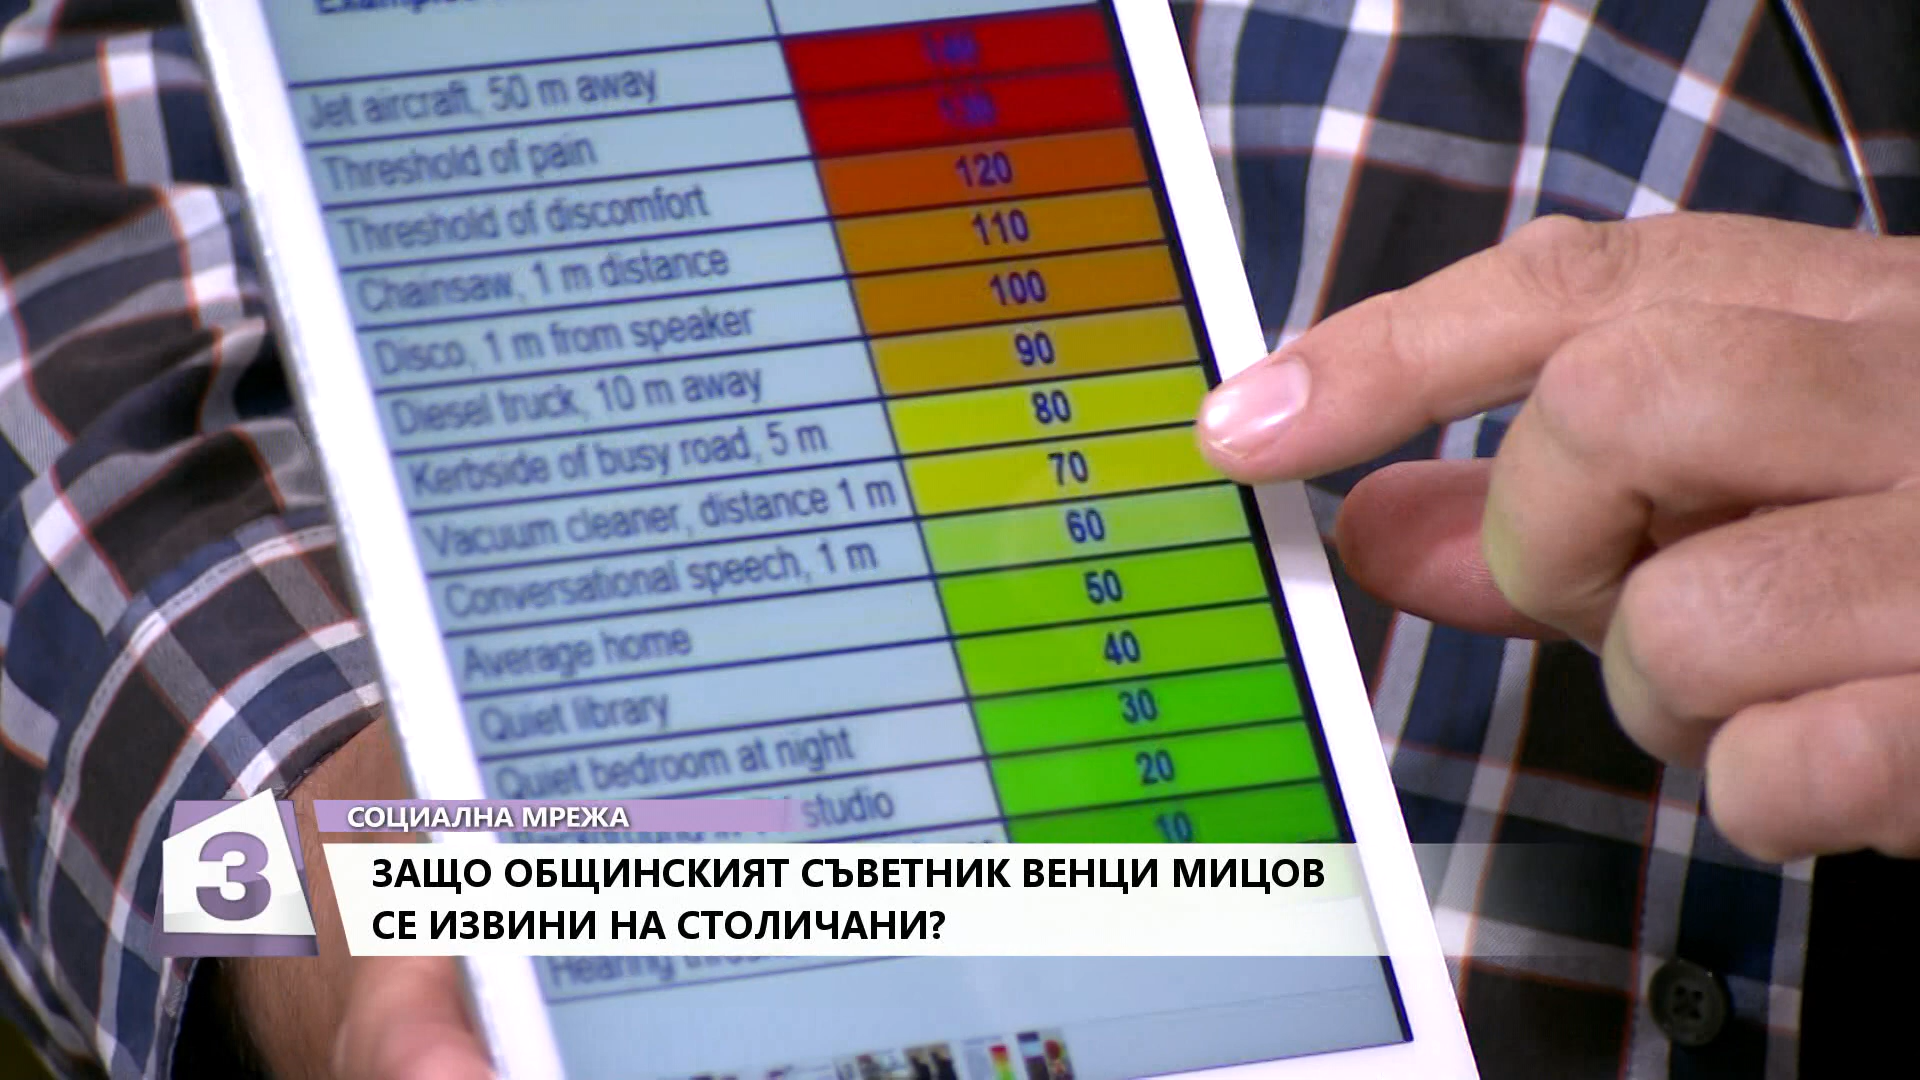 Jet aircraft, 50 m away 140
Threshold of pain 130
Threshold of discomfort 120
Chainsaw, 1 m distance 110
Disco, 1 m from speaker 100
Diesel truck, 10 m away 90
Kerbside of busy road, 5 m 80
Vacuum cleaner, distance 1 m 70
Conversational speech, 1 m 60
Average home 50
Quiet library 40
Quiet bedroom at night 30
studio 20
10
Hearing
3
СОЦИАЛНА МРЕЖА
ЗАЩО ОБЩИНСКИЯТ СЪВЕТНИК ВЕНЦИ МИЦОВ
СЕ ИЗВИНИ НА СТОЛИЧАНИ?